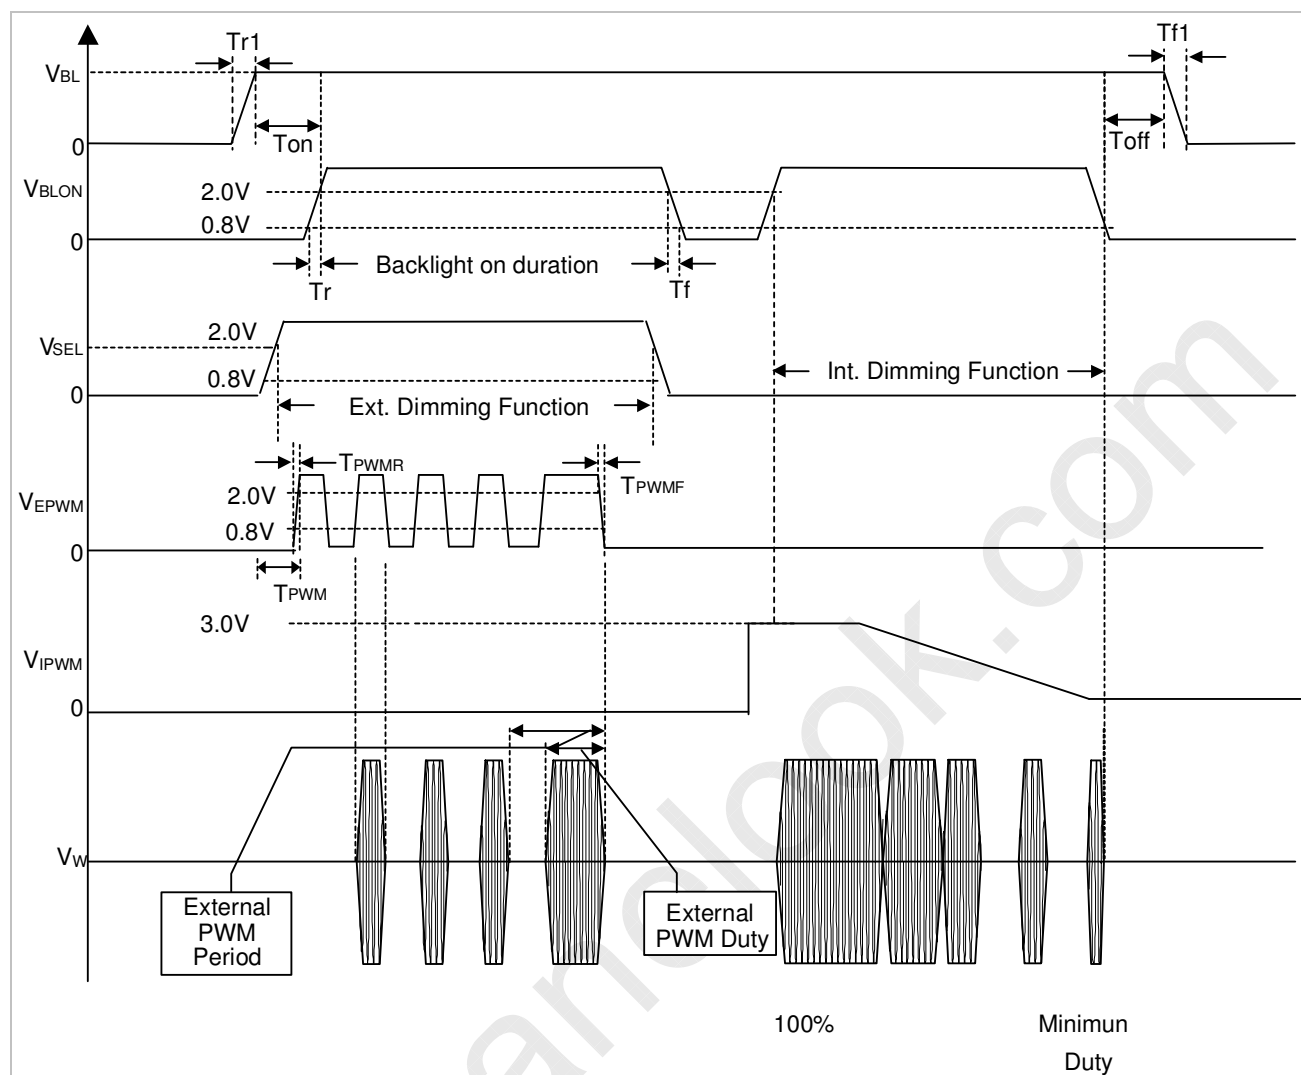 Tr1
Tf1
VBL
Ton
Toff
0
VBLON
2.0V
0.8V
0
Backlight on duration
Tr
Tf
2.0V
VSEL
0.8V
0
Int. Dimming Function
Ext. Dimming Function
TPWMR
TPWMF
2.0V
VEPWM
0.8V
0
TPWM
3.0V
VIPWM
0
VW
External
PWM
Period
External
PWM Duty
100%
Minimun
Duty
anelook.com